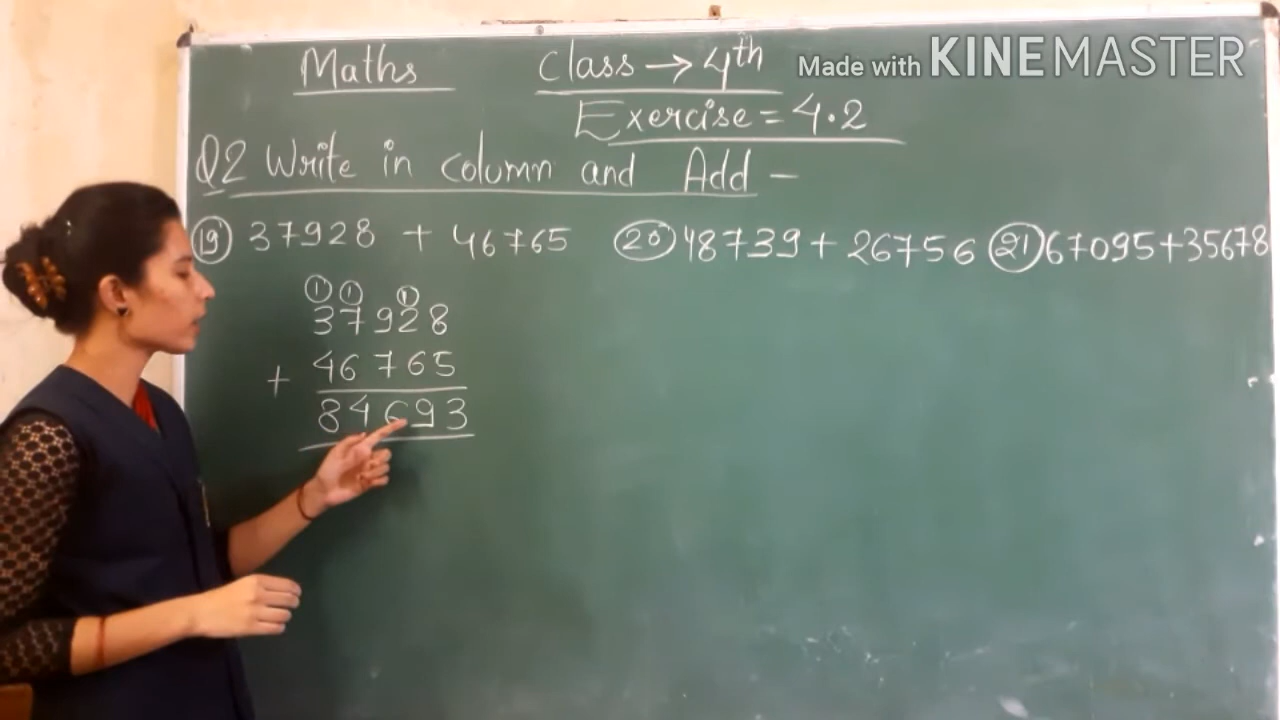 Maths Class → 4th Made with KINEMASTER
Exercise = 4.2
Q2 Write in column and Add –
19 37928 + 46765 20 48739 + 26756 21 67095 + 35678
1 1 1
37928
+ 46765
84693